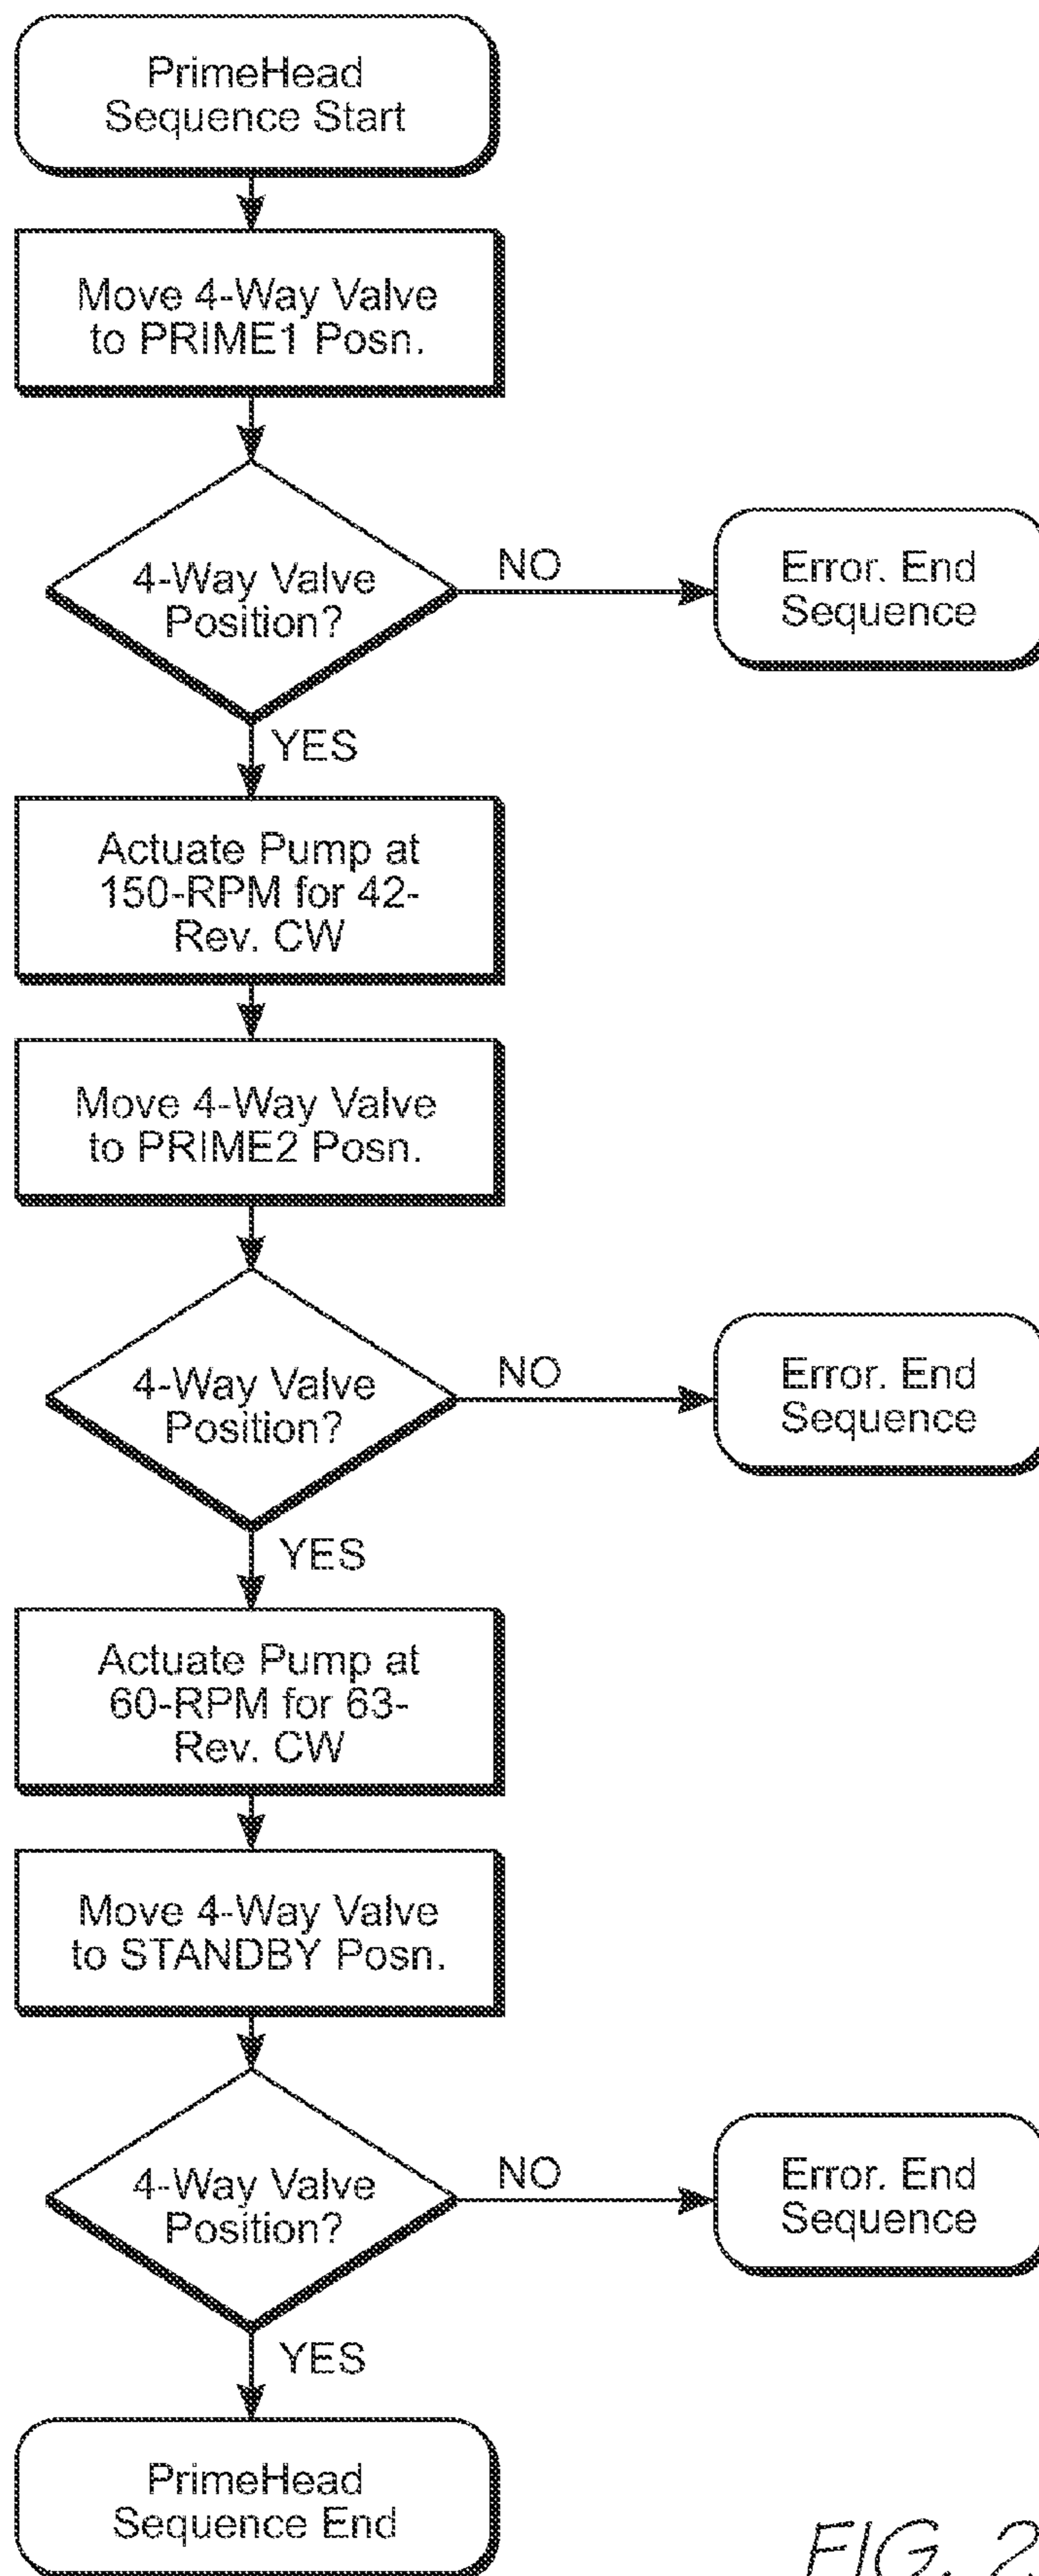 PrimeHead
Sequence Start
Move 4-Way Valve
to PRIME1 Posn.
4-Way Valve
Position?
NO
Error. End
Sequence
YES
Actuate Pump at
150-RPM for 42-
Rev. CW
Move 4-Way Valve
to PRIME2 Posn.
4-Way Valve
Position?
NO
Error. End
Sequence
YES
Actuate Pump at
60-RPM for 63-
Rev. CW
Move 4-Way Valve
to STANDBY Posn.
4-Way Valve
Position?
NO
Error. End
Sequence
YES
PrimeHead
Sequence End
FIG. 2